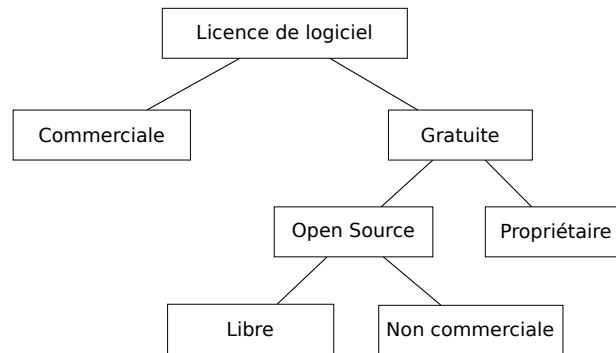 Licence de logiciel
Commerciale
Gratuite
Open Source
Propriétaire
Libre
Non commerciale